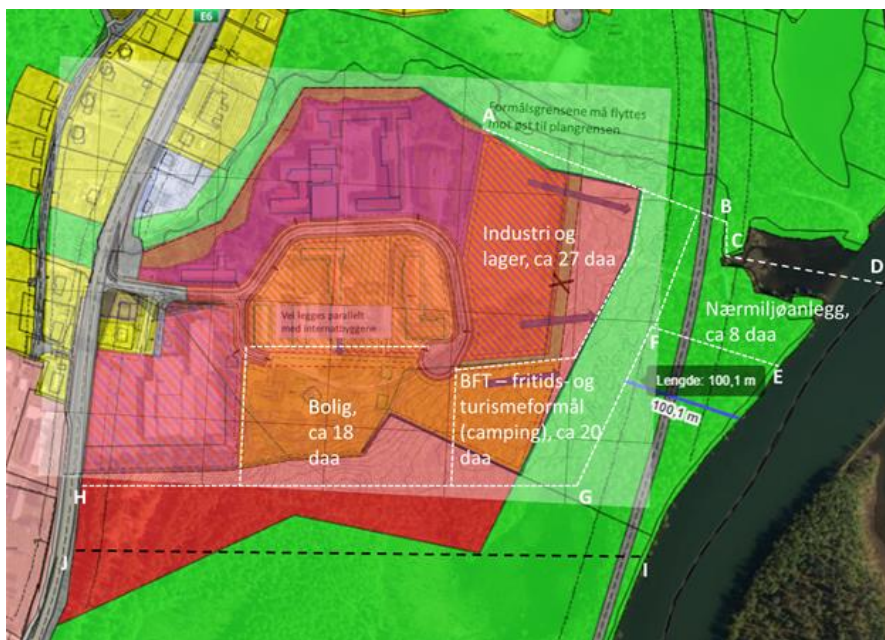 E6
A
Formålsgrensene må flyttes
mot øst til plangrensen
B
C
D
Industri og
lager, ca 27 daa
Nærmiljøanlegg,
ca 8 daa
Vei legges parallelt
med internatbyggene
F
E
BFT – fritids- og
turismeformål
(camping), ca 20
daa
Lengde: 100,1 m
100,1 m
Bolig,
ca 18
daa
X
H
G
J
I